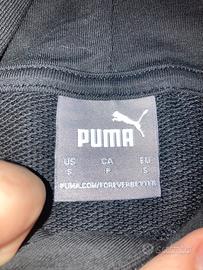 PUMA
US CA EU
S P S
PUMA.COM/FOREVERBETTER